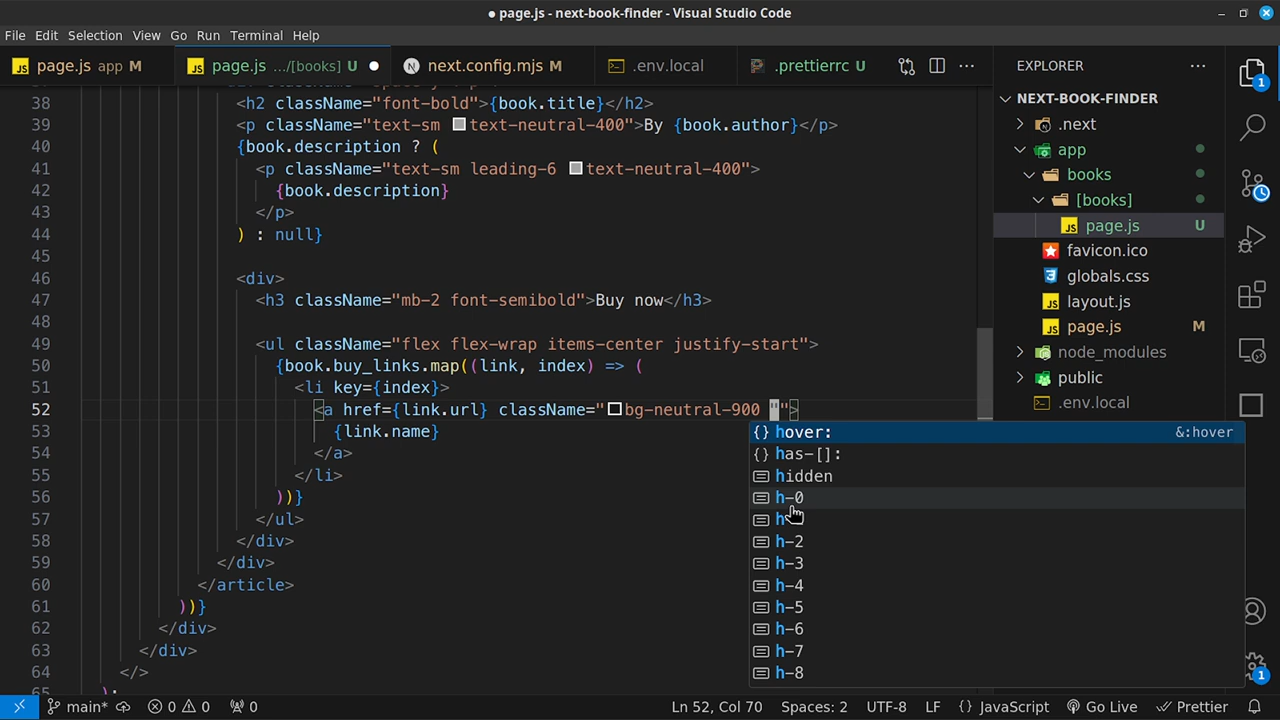 ● page.js - next-book-finder - Visual Studio Code
File Edit Selection View Go Run Terminal Help
JS page.js app M
JS page.js .../[books] U ●
N next.config.mjs M
.env.local
.prettierrc U
38 <h2 className="font-bold">{book.title}</h2>
39 <p className="text-sm text-neutral-400">By {book.author}</p>
40 {book.description ? (
41 <p className="text-sm leading-6 text-neutral-400">
42 {book.description}
43 </p>
44 ) : null}
45
46 <div>
47 <h3 className="mb-2 font-semibold">Buy now</h3>
48
49 <ul className="flex flex-wrap items-center justify-start">
50 {book.buy_links.map((link, index) => (
51 <li key={index}>
52 <a href={link.url} className="bg-neutral-900 "">
53 {link.name}
54 </a>
55 </li>
56 ))}
57 </ul>
58 </div>
59 </div>
60 </article>
61 ))}
62 </div>
63 </div>
64 </>
65 );
hover: &:hover
has-[]:
hidden
h-0
h-
h-2
h-3
h-4
h-5
h-6
h-7
h-8
EXPLORER
NEXT-BOOK-FINDER
.next
app
books
[books]
JS page.js U
favicon.ico
globals.css
JS layout.js
JS page.js M
node_modules
public
.env.local
1
1
main* 0 0 0
Ln 52, Col 70 Spaces: 2 UTF-8 LF {} JavaScript Go Live Prettier